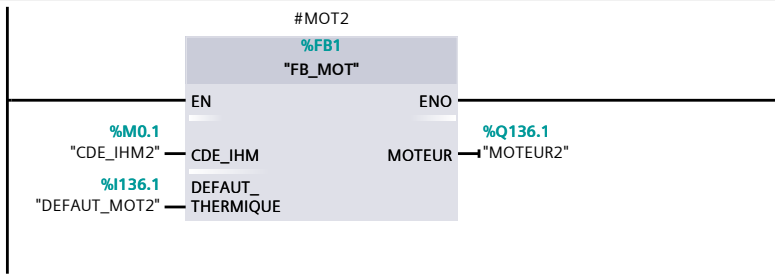 #MOT2
%FB1
"FB_MOT"
EN ENO
%M0.1 %Q136.1
"CDE_IHM2" CDE_IHM MOTEUR "MOTEUR2"
%I136.1 DEFAUT_
"DEFAUT_MOT2" THERMIQUE